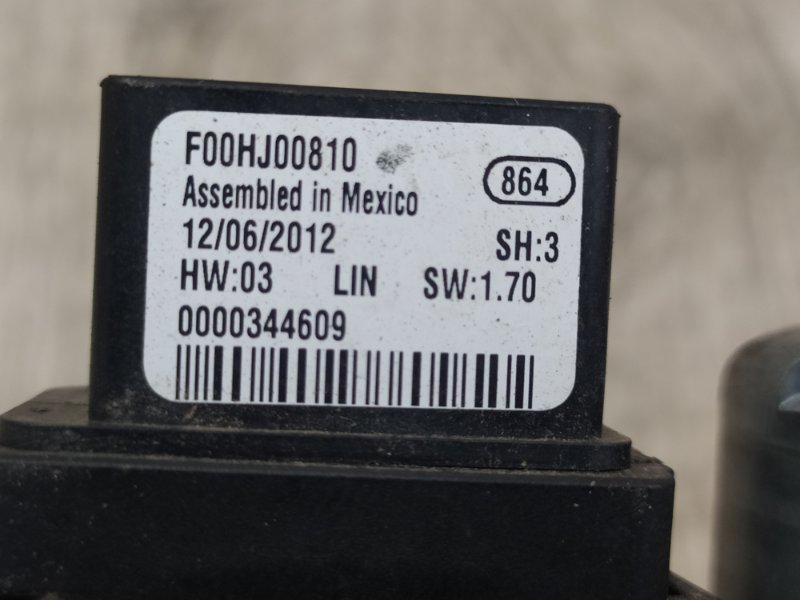 F00HJ00810
864
Assembled in Mexico
12/06/2012 SH:3
HW:03 LIN SW:1.70
0000344609